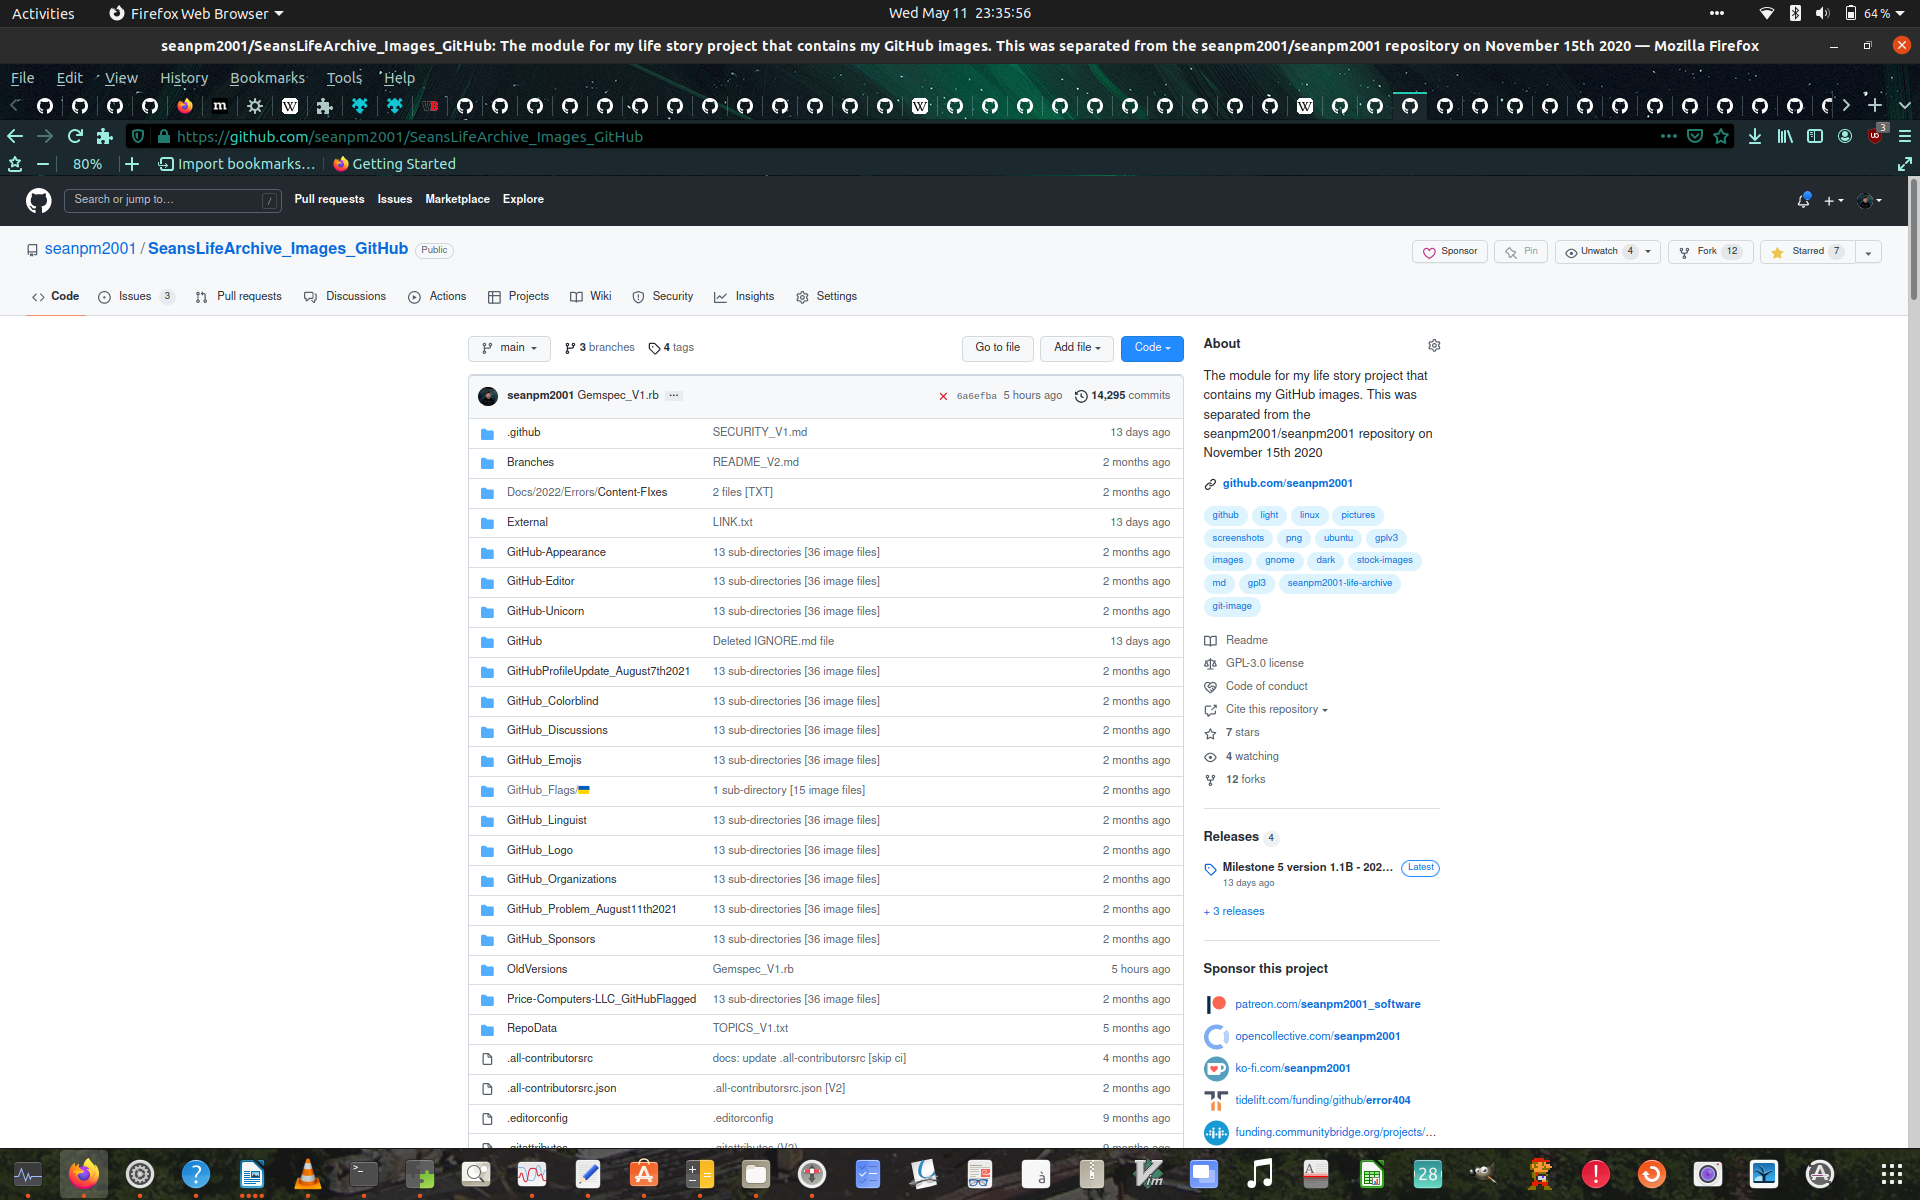 Activities Firefox Web Browser Wed May 11 23:35:56 64 %
seanpm2001/SeansLifeArchive_Images_GitHub: The module for my life story project that contains my GitHub images. This was separated from the seanpm2001/seanpm2001 repository on November 15th 2020 — Mozilla Firefox
File Edit View History Bookmarks Tools Help
https://github.com/seanpm2001/SeansLifeArchive_Images_GitHub 3
80% Import bookmarks… Getting Started
Search or jump to… / Pull requests Issues Marketplace Explore
seanpm2001 / SeansLifeArchive_Images_GitHub Public Sponsor Pin Unwatch 4 Fork 12 Starred 7
Code Issues 3 Pull requests Discussions Actions Projects Wiki Security Insights Settings
main 3 branches 4 tags Go to file Add file Code
seanpm2001 Gemspec_V1.rb ... 6a6efba 5 hours ago 14,295 commits
.github SECURITY_V1.md 13 days ago
Branches README_V2.md 2 months ago
Docs/2022/Errors/Content-FIxes 2 files [TXT] 2 months ago
External LINK.txt 13 days ago
GitHub-Appearance 13 sub-directories [36 image files] 2 months ago
GitHub-Editor 13 sub-directories [36 image files] 2 months ago
GitHub-Unicorn 13 sub-directories [36 image files] 2 months ago
GitHub Deleted IGNORE.md file 13 days ago
GitHubProfileUpdate_August7th2021 13 sub-directories [36 image files] 2 months ago
GitHub_Colorblind 13 sub-directories [36 image files] 2 months ago
GitHub_Discussions 13 sub-directories [36 image files] 2 months ago
GitHub_Emojis 13 sub-directories [36 image files] 2 months ago
GitHub_Flags/🇺🇦 1 sub-directory [15 image files] 2 months ago
GitHub_Linguist 13 sub-directories [36 image files] 2 months ago
GitHub_Logo 13 sub-directories [36 image files] 2 months ago
GitHub_Organizations 13 sub-directories [36 image files] 2 months ago
GitHub_Problem_August11th2021 13 sub-directories [36 image files] 2 months ago
GitHub_Sponsors 13 sub-directories [36 image files] 2 months ago
OldVersions Gemspec_V1.rb 5 hours ago
Price-Computers-LLC_GitHubFlagged 13 sub-directories [36 image files] 2 months ago
RepoData TOPICS_V1.txt 5 months ago
.all-contributorsrc docs: update .all-contributorsrc [skip ci] 4 months ago
.all-contributorsrc.json .all-contributorsrc.json [V2] 2 months ago
.editorconfig .editorconfig 9 months ago
.gitattributes .gitattributes (V2) 9 months ago
About
The module for my life story project that
contains my GitHub images. This was
separated from the
seanpm2001/seanpm2001 repository on
November 15th 2020
github.com/seanpm2001
github light linux pictures
screenshots png ubuntu gplv3
images gnome dark stock-images
md gpl3 seanpm2001-life-archive
git-image
Readme
GPL-3.0 license
Code of conduct
Cite this repository
7 stars
4 watching
12 forks
Releases 4
Milestone 5 version 1.1B - 202... Latest
13 days ago
+ 3 releases
Sponsor this project
patreon.com/seanpm2001_software
opencollective.com/seanpm2001
ko-fi.com/seanpm2001
tidelift.com/funding/github/error404
funding.communitybridge.org/projects/...
28